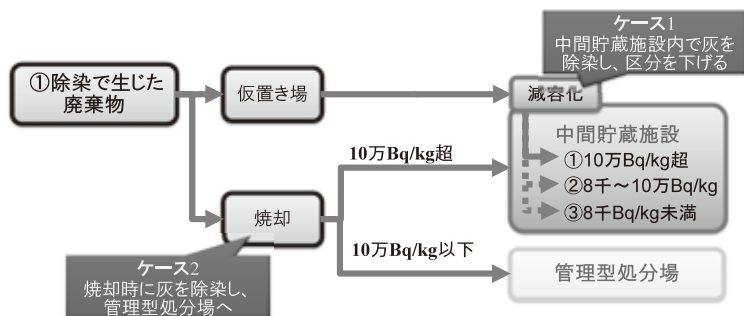 ケース1
中間貯蔵施設内で灰を
除染し、区分を下げる
①除染で生じた
廃棄物
仮置き場
減容化
中間貯蔵施設
①10万Bq/kg超
②8千～10万Bq/kg
③8千Bq/kg未満
10万Bq/kg超
焼却
10万Bq/kg以下
ケース2
焼却時に灰を除染し、
管理型処分場へ
管理型処分場